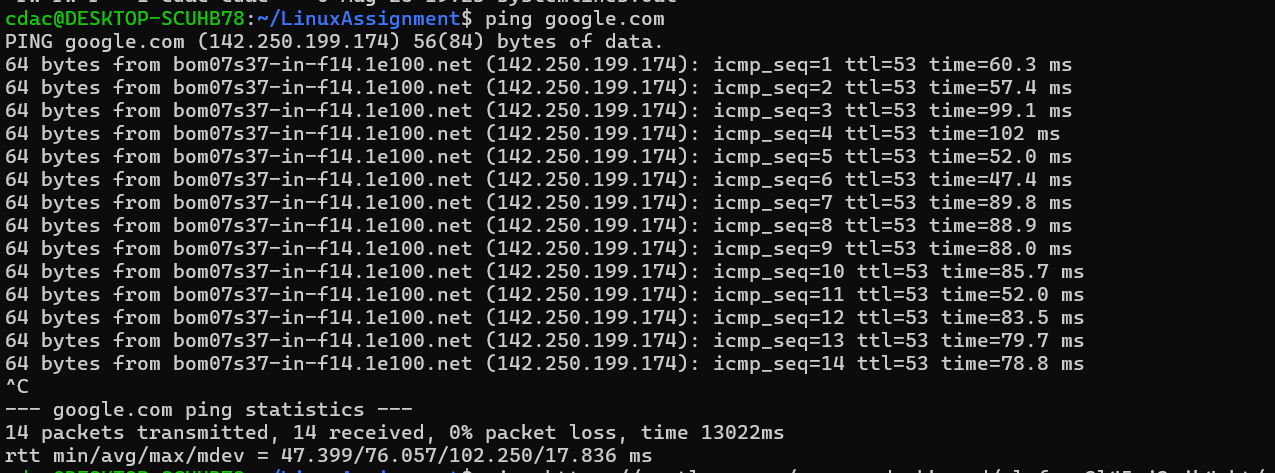 cdac@DESKTOP-SCUHB78:~/LinuxAssignment$ ping google.com
PING google.com (142.250.199.174) 56(84) bytes of data.
64 bytes from bom07s37-in-f14.1e100.net (142.250.199.174): icmp_seq=1 ttl=53 time=60.3 ms
64 bytes from bom07s37-in-f14.1e100.net (142.250.199.174): icmp_seq=2 ttl=53 time=57.4 ms
64 bytes from bom07s37-in-f14.1e100.net (142.250.199.174): icmp_seq=3 ttl=53 time=99.1 ms
64 bytes from bom07s37-in-f14.1e100.net (142.250.199.174): icmp_seq=4 ttl=53 time=102 ms
64 bytes from bom07s37-in-f14.1e100.net (142.250.199.174): icmp_seq=5 ttl=53 time=52.0 ms
64 bytes from bom07s37-in-f14.1e100.net (142.250.199.174): icmp_seq=6 ttl=53 time=47.4 ms
64 bytes from bom07s37-in-f14.1e100.net (142.250.199.174): icmp_seq=7 ttl=53 time=89.8 ms
64 bytes from bom07s37-in-f14.1e100.net (142.250.199.174): icmp_seq=8 ttl=53 time=88.9 ms
64 bytes from bom07s37-in-f14.1e100.net (142.250.199.174): icmp_seq=9 ttl=53 time=88.0 ms
64 bytes from bom07s37-in-f14.1e100.net (142.250.199.174): icmp_seq=10 ttl=53 time=85.7 ms
64 bytes from bom07s37-in-f14.1e100.net (142.250.199.174): icmp_seq=11 ttl=53 time=52.0 ms
64 bytes from bom07s37-in-f14.1e100.net (142.250.199.174): icmp_seq=12 ttl=53 time=83.5 ms
64 bytes from bom07s37-in-f14.1e100.net (142.250.199.174): icmp_seq=13 ttl=53 time=79.7 ms
64 bytes from bom07s37-in-f14.1e100.net (142.250.199.174): icmp_seq=14 ttl=53 time=78.8 ms
^C
--- google.com ping statistics ---
14 packets transmitted, 14 received, 0% packet loss, time 13022ms
rtt min/avg/max/mdev = 47.399/76.057/102.250/17.836 ms
cdac@DESKTOP-SCUHB78:~/LinuxAssignment$